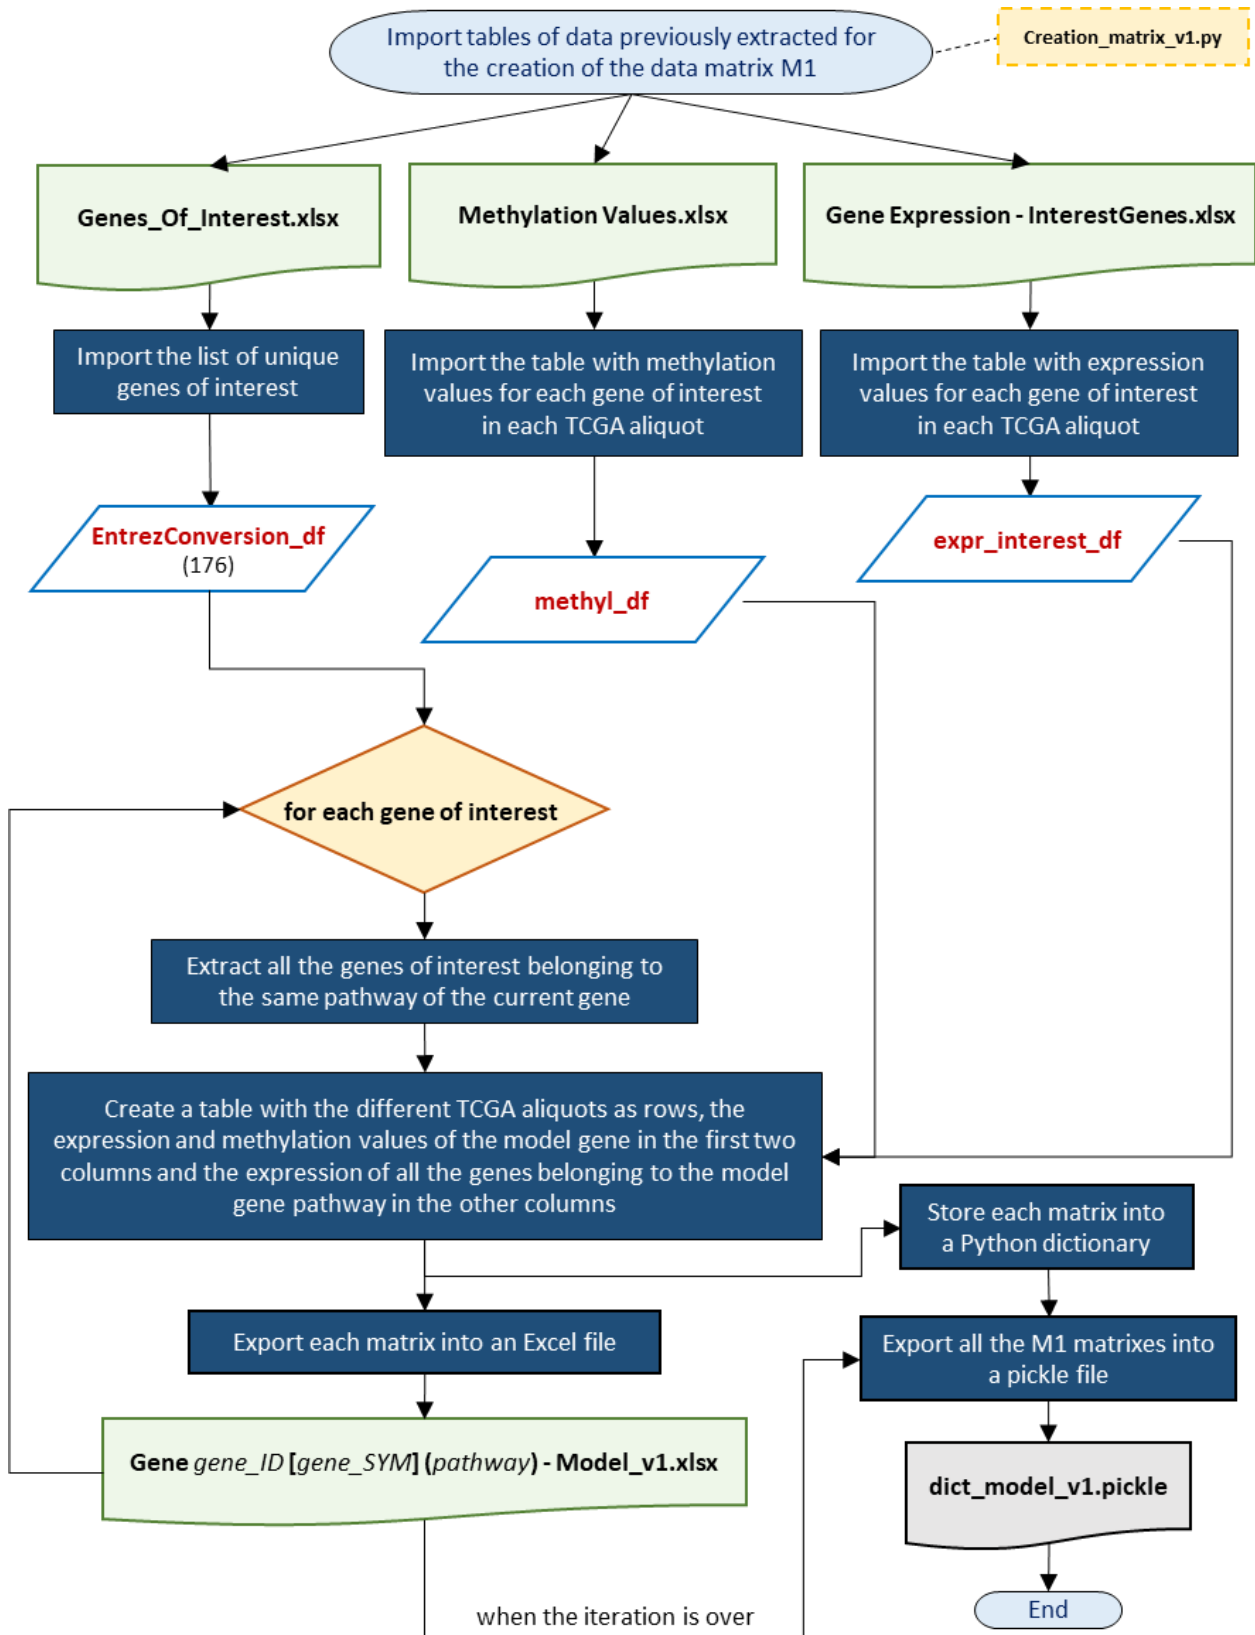 Import tables of data previously extracted for
the creation of the data matrix M1
Creation_matrix_v1.py
Genes_Of_Interest.xlsx
Methylation Values.xlsx
Gene Expression - InterestGenes.xlsx
Import the list of unique
genes of interest
Import the table with methylation
values for each gene of interest
in each TCGA aliquot
Import the table with expression
values for each gene of interest
in each TCGA aliquot
EntrezConversion_df
(176)
methyl_df
expr_interest_df
for each gene of interest
Extract all the genes of interest belonging to
the same pathway of the current gene
Create a table with the different TCGA aliquots as rows, the
expression and methylation values of the model gene in the first two
columns and the expression of all the genes belonging to the model
gene pathway in the other columns
Store each matrix into
a Python dictionary
Export each matrix into an Excel file
Export all the M1 matrixes into
a pickle file
Gene gene_ID [gene_SYM] (pathway) - Model_v1.xlsx
dict_model_v1.pickle
when the iteration is over
End